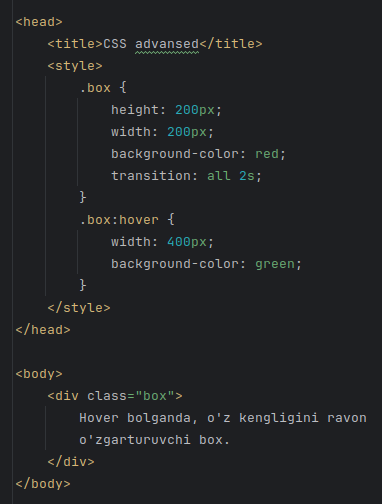 <head>
    <title>CSS advansed</title>
    <style>
        .box {
            height: 200px;
            width: 200px;
            background-color: red;
            transition: all 2s;
        }
        .box:hover {
            width: 400px;
            background-color: green;
        }
    </style>
</head>

<body>
    <div class="box">
        Hover bolganda, o'z kengligini ravon
        o'zgarturuvchi box.
    </div>
</body>